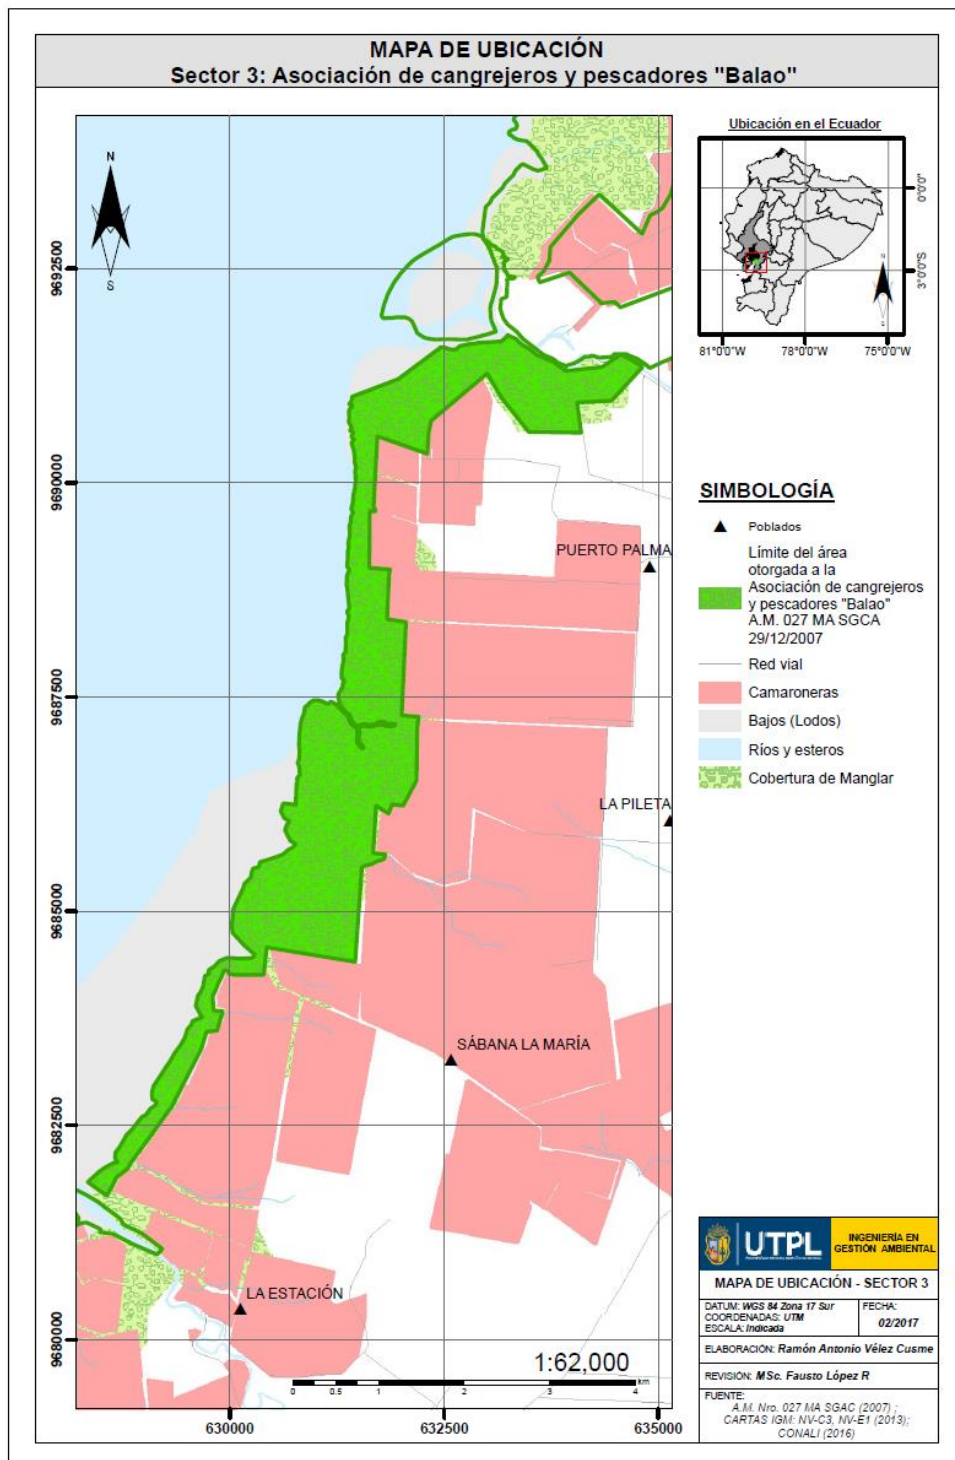 MAPA DE UBICACIÓN
Sector 3: Asociación de cangrejeros y pescadores "Balao"
N
S
9692500
9690000
9687500
9685000
9682500
9680000
630000
632500
635000
PUERTO PALMA
LA PILETA
SÁBANA LA MARÍA
LA ESTACIÓN
1:62,000
0 0.5 1 2 3 4 km
Ubicación en el Ecuador
0°0'0"
3°0'0"S
N
S
81°0'0"W 78°0'0"W 75°0'0"W
SIMBOLOGÍA
Poblados
Límite del área
otorgada a la
Asociación de cangrejeros
y pescadores "Balao"
A.M. 027 MA SGCA
29/12/2007
Red vial
Camaroneras
Bajos (Lodos)
Ríos y esteros
Cobertura de Manglar
UTPL
INGENIERÍA EN
GESTIÓN AMBIENTAL
MAPA DE UBICACIÓN - SECTOR 3
DATUM: WGS 84 Zona 17 Sur
COORDENADAS: UTM
ESCALA: Indicada
FECHA:
02/2017
ELABORACIÓN: Ramón Antonio Vélez Cusme
REVISIÓN: MSc. Fausto López R
FUENTE:
A.M. Nro. 027 MA SGAC (2007) ;
CARTAS IGM: NV-C3, NV-E1 (2013);
CONALI (2016)